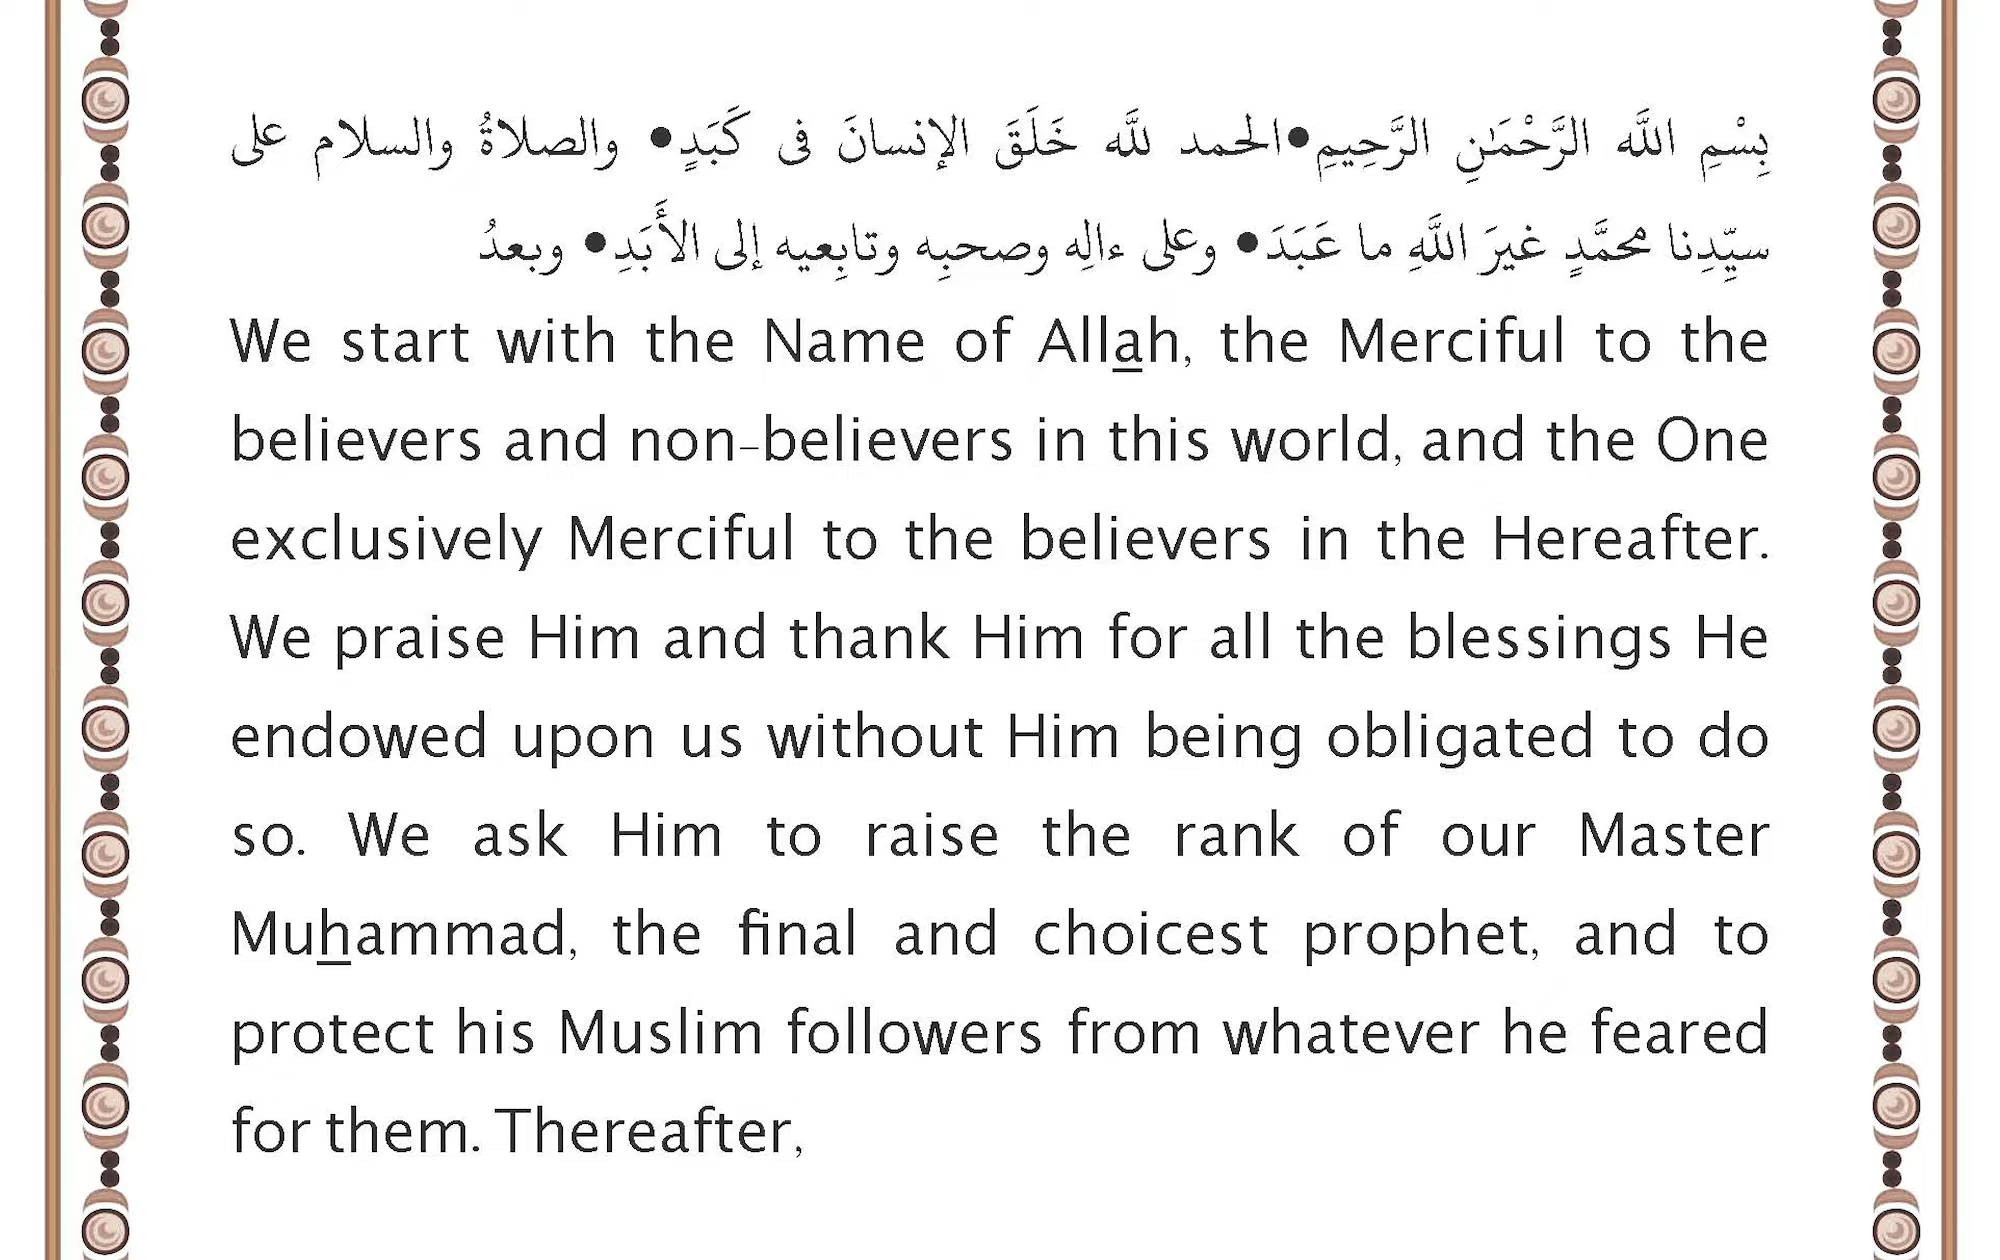 بِسْمِ اللَّه الرَّحْمَـٰنِ الرَّحِيمِ•الحمد للَّه خَلَقَ الإنسانَ فى كَبَدٍ• والصلاةُ والسلام على
سيِّدِنا محمَّدٍ غيرَ اللَّهِ ما عَبَدَ• وعلى ءالِه وصحبِه وتابِعيه إلى الأَبَدِ• وبعدُ
We start with the Name of All<u>a</u>h, the Merciful to the
believers and non-believers in this world, and the One
exclusively Merciful to the believers in the Hereafter.
We praise Him and thank Him for all the blessings He
endowed upon us without Him being obligated to do
so. We ask Him to raise the rank of our Master
Mu<u>h</u>ammad, the final and choicest prophet, and to
protect his Muslim followers from whatever he feared
for them. Thereafter,